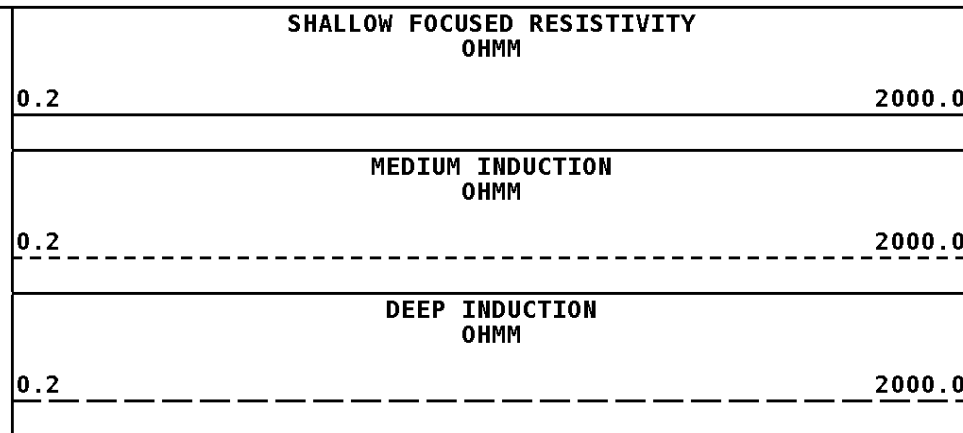 SHALLOW FOCUSED RESISTIVITY
OHMM
0.2 2000.0
MEDIUM INDUCTION
OHMM
0.2 2000.0
DEEP INDUCTION
OHMM
0.2 2000.0